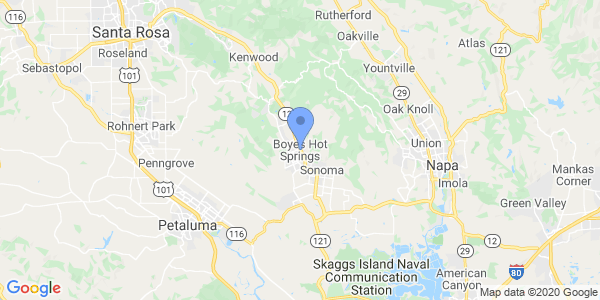 116
Rutherford
Santa Rosa
Oakville
Atlas
Roseland
Kenwood
121
Sebastopol
Yountville
101
29
80
12
Oak Knoll
Rohnert Park
Boyes Hot
Springs
Union
Penngrove
Sonoma
Napa
Mankas
Corner
101
Imola
Green Valley
Petaluma
116
121
29
12
Skaggs Island Naval
Communication
Station
80
American
Canyon
Google
Map data ©2020 Google